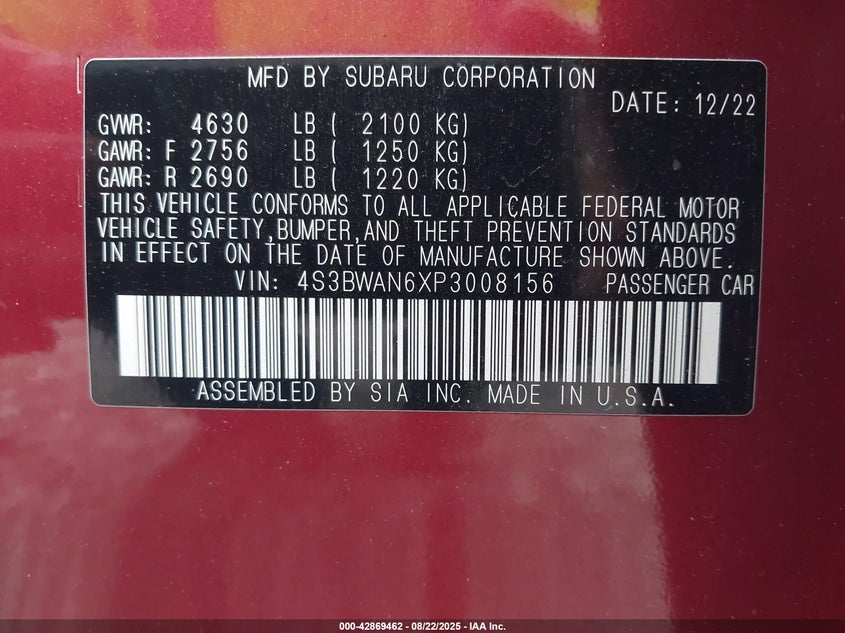 MFD BY SUBARU CORPORATION
DATE: 12/22
GVWR: 4630 LB ( 2100 KG)
GAWR: F 2756 LB ( 1250 KG)
GAWR: R 2690 LB ( 1220 KG)
THIS VEHICLE CONFORMS TO ALL APPLICABLE FEDERAL MOTOR
VEHICLE SAFETY,BUMPER,AND THEFT PREVENTION STANDARDS
IN EFFECT ON THE DATE OF MANUFACTURE SHOWN ABOVE.
VIN: 4S3BWAN6XP3008156 PASSENGER CAR
ASSEMBLED BY SIA INC. MADE IN U.S.A.
000-42869462 - 08/22/2025 - IAA Inc.